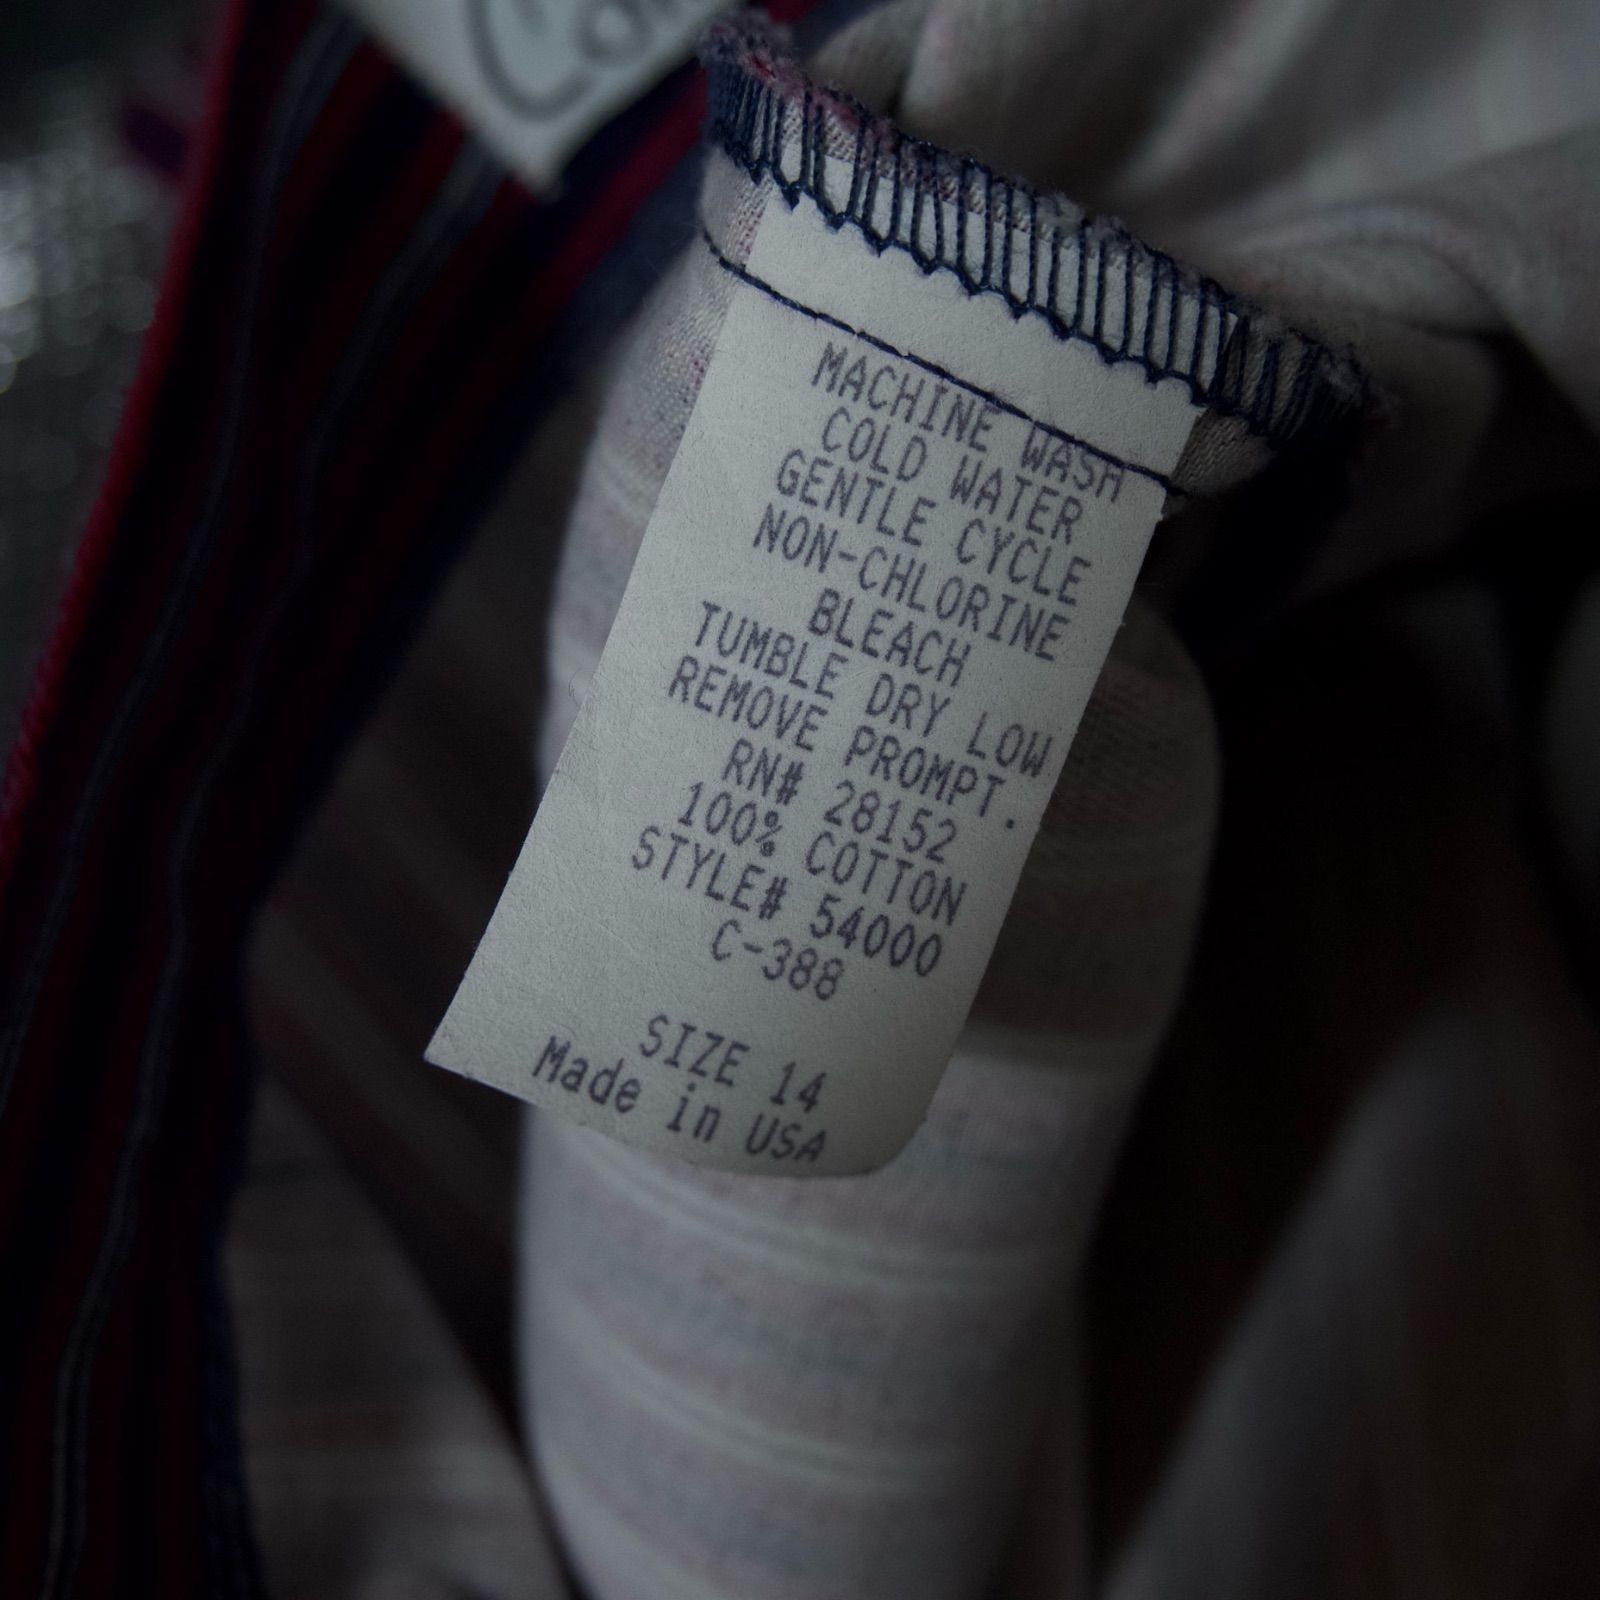 MACHINE WASH
COLD WATER
GENTLE CYCLE
NON-CHLORINE
BLEACH
TUMBLE DRY LOW
REMOVE PROMPT.
RN# 28152
100% COTTON
STYLE# 54000
C-388
SIZE 14
Made in USA